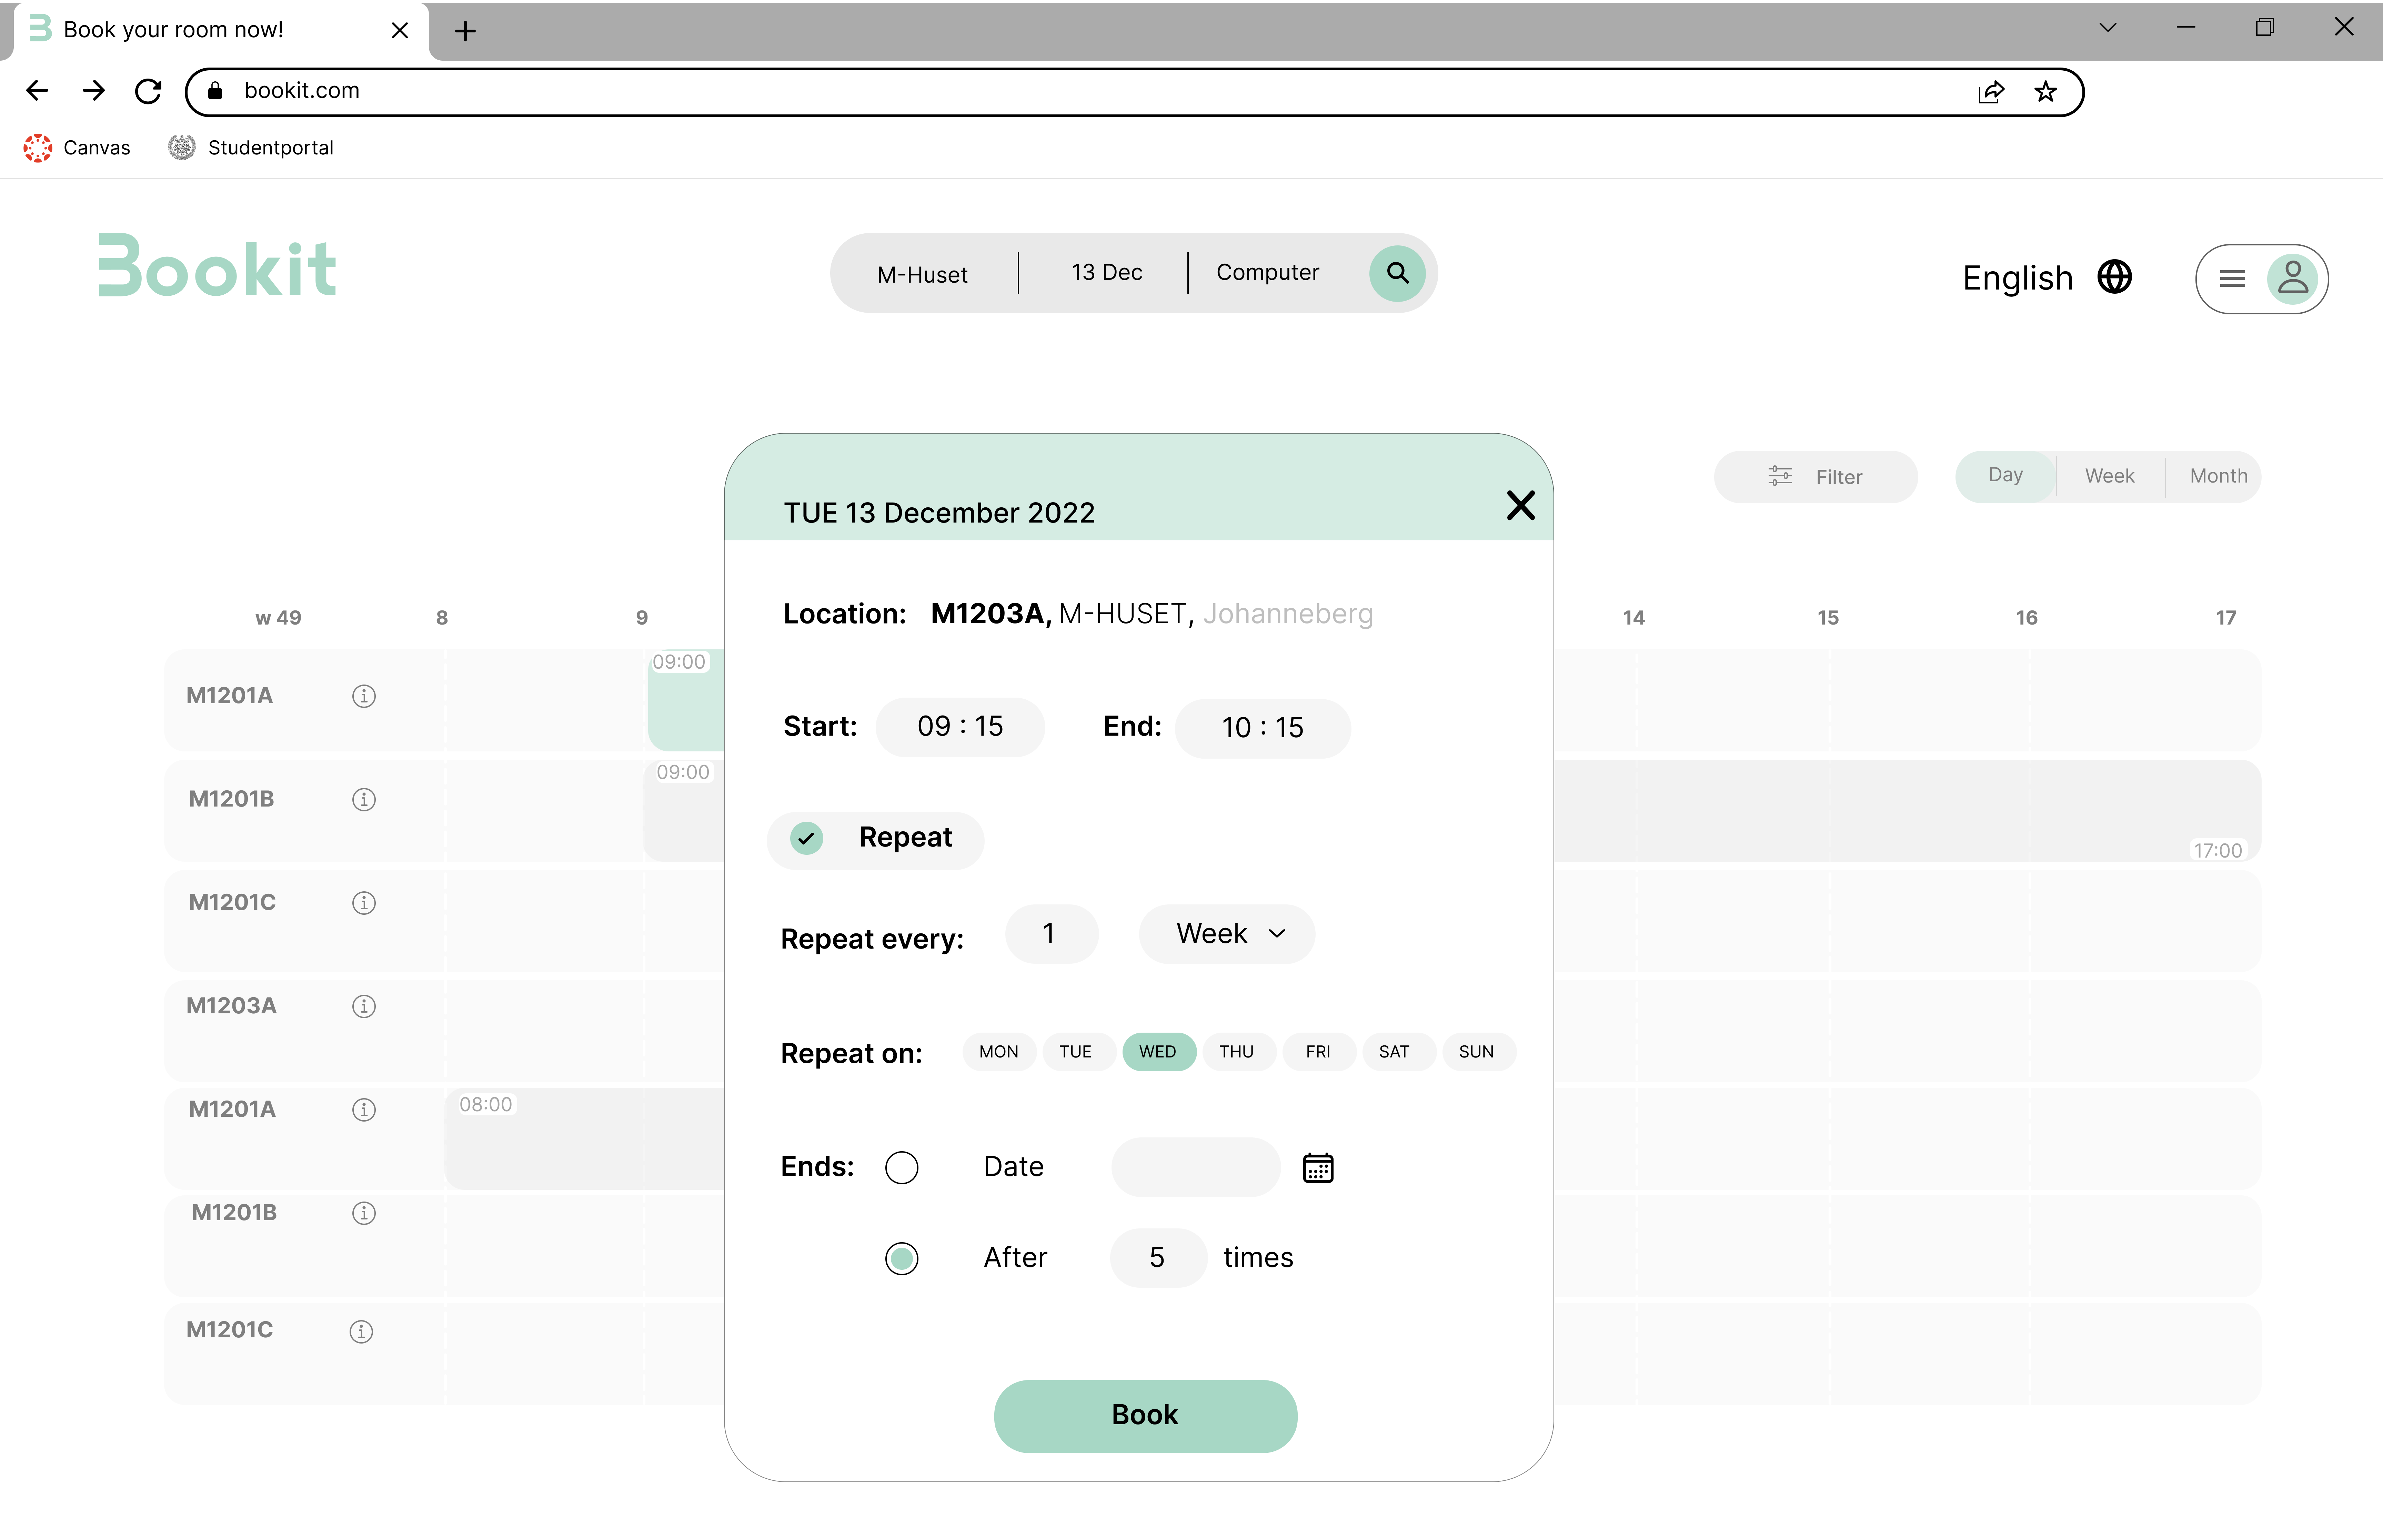 Book your room now!
bookit.com
Canvas Studentportal
Bookit
M-Huset 13 Dec Computer
English
Filter Day Week Month
TUE 13 December 2022
w 49 8 9 14 15 16 17
Location: M1203A, M-HUSET, Johanneberg
09:00
M1201A
Start: 09 : 15 End: 10 : 15
09:00
M1201B
17:00
Repeat
M1201C
Repeat every: 1 Week
M1203A
Repeat on: MON TUE WED THU FRI SAT SUN
08:00
M1201A
Ends: Date
M1201B
After 5 times
M1201C
Book